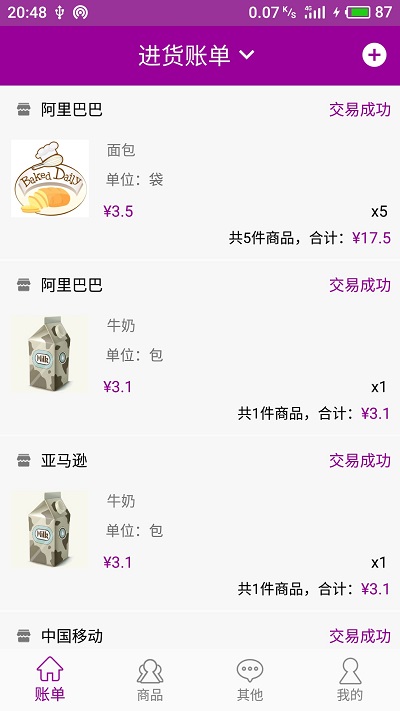 20:48 0.07 K/s 4G 87
进货账单
阿里巴巴 交易成功
Baked Daily
面包
单位：袋
¥3.5 x5
共5件商品，合计：¥17.5
阿里巴巴 交易成功
Milk
牛奶
单位：包
¥3.1 x1
共1件商品，合计：¥3.1
亚马逊 交易成功
Milk
牛奶
单位：包
¥3.1 x1
共1件商品，合计：¥3.1
中国移动 交易成功
账单 商品 其他 我的